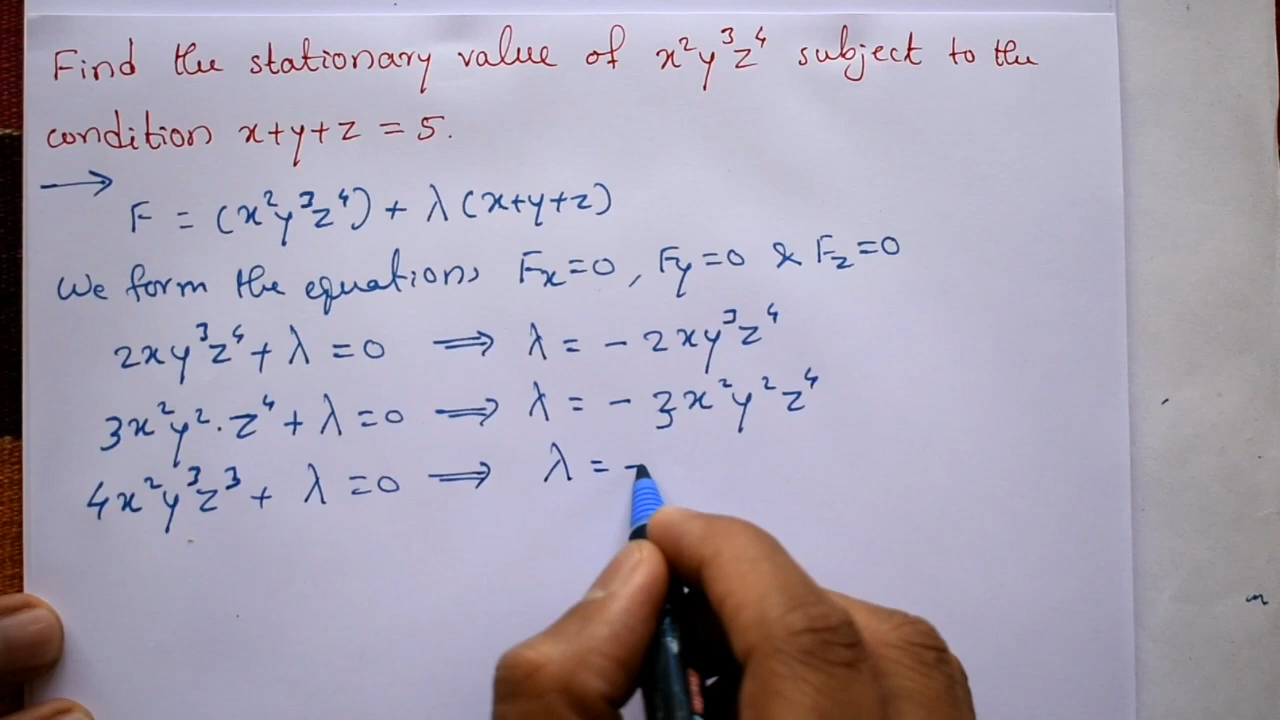 Find the stationary value of x²y³z⁴ subject to the
condition x+y+z = 5.
→
F = (x²y³z⁴) + λ(x+y+z)
We form the equations Fx=0, Fy=0 & Fz=0
2xy³z⁴ + λ = 0 ⟹ λ = - 2xy³z⁴
3x²y²·z⁴ + λ = 0 ⟹ λ = - 3x²y²z⁴
4x²y³z³ + λ = 0 ⟹ λ = -